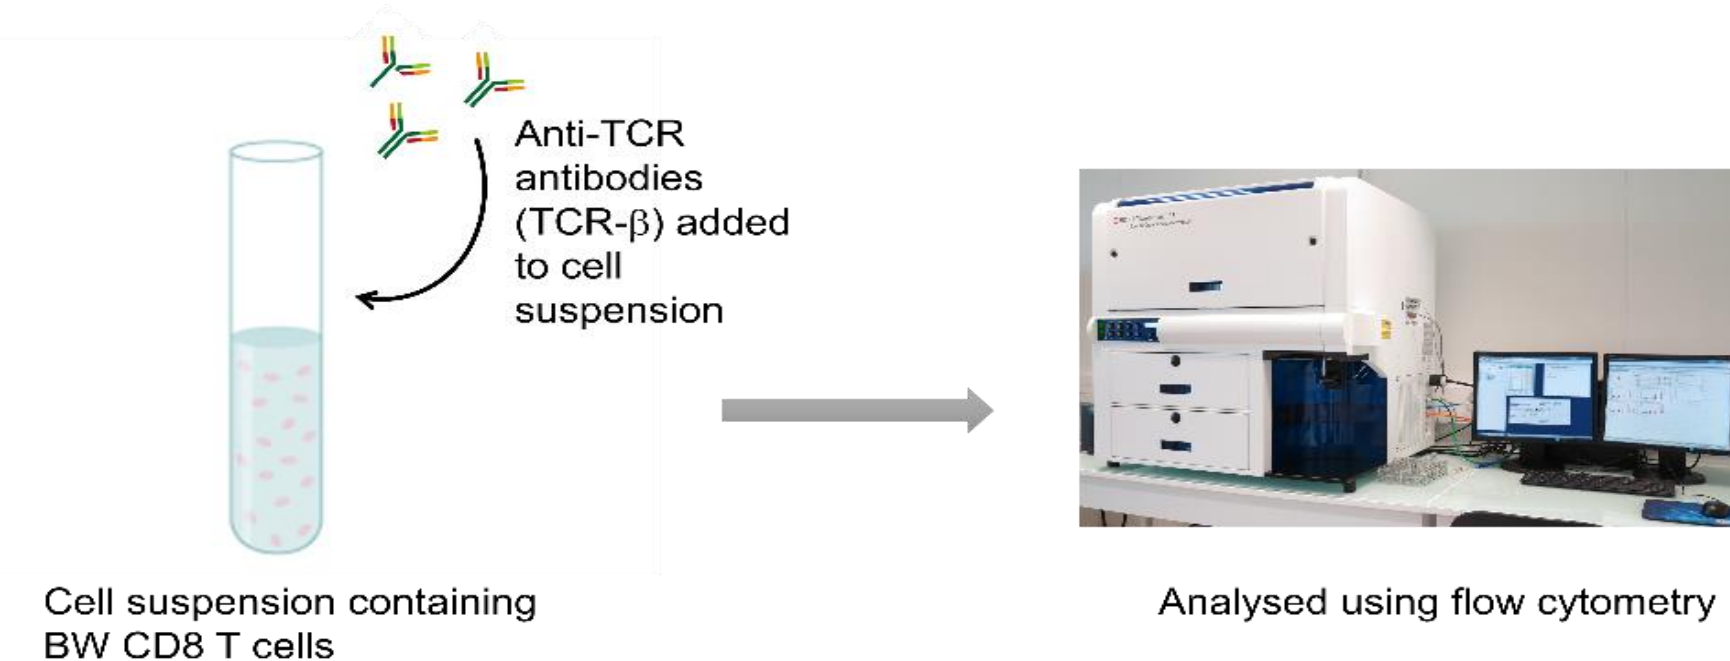 Anti-TCR
antibodies
(TCR-β) added
to cell
suspension
Cell suspension containing
BW CD8 T cells
Analysed using flow cytometry